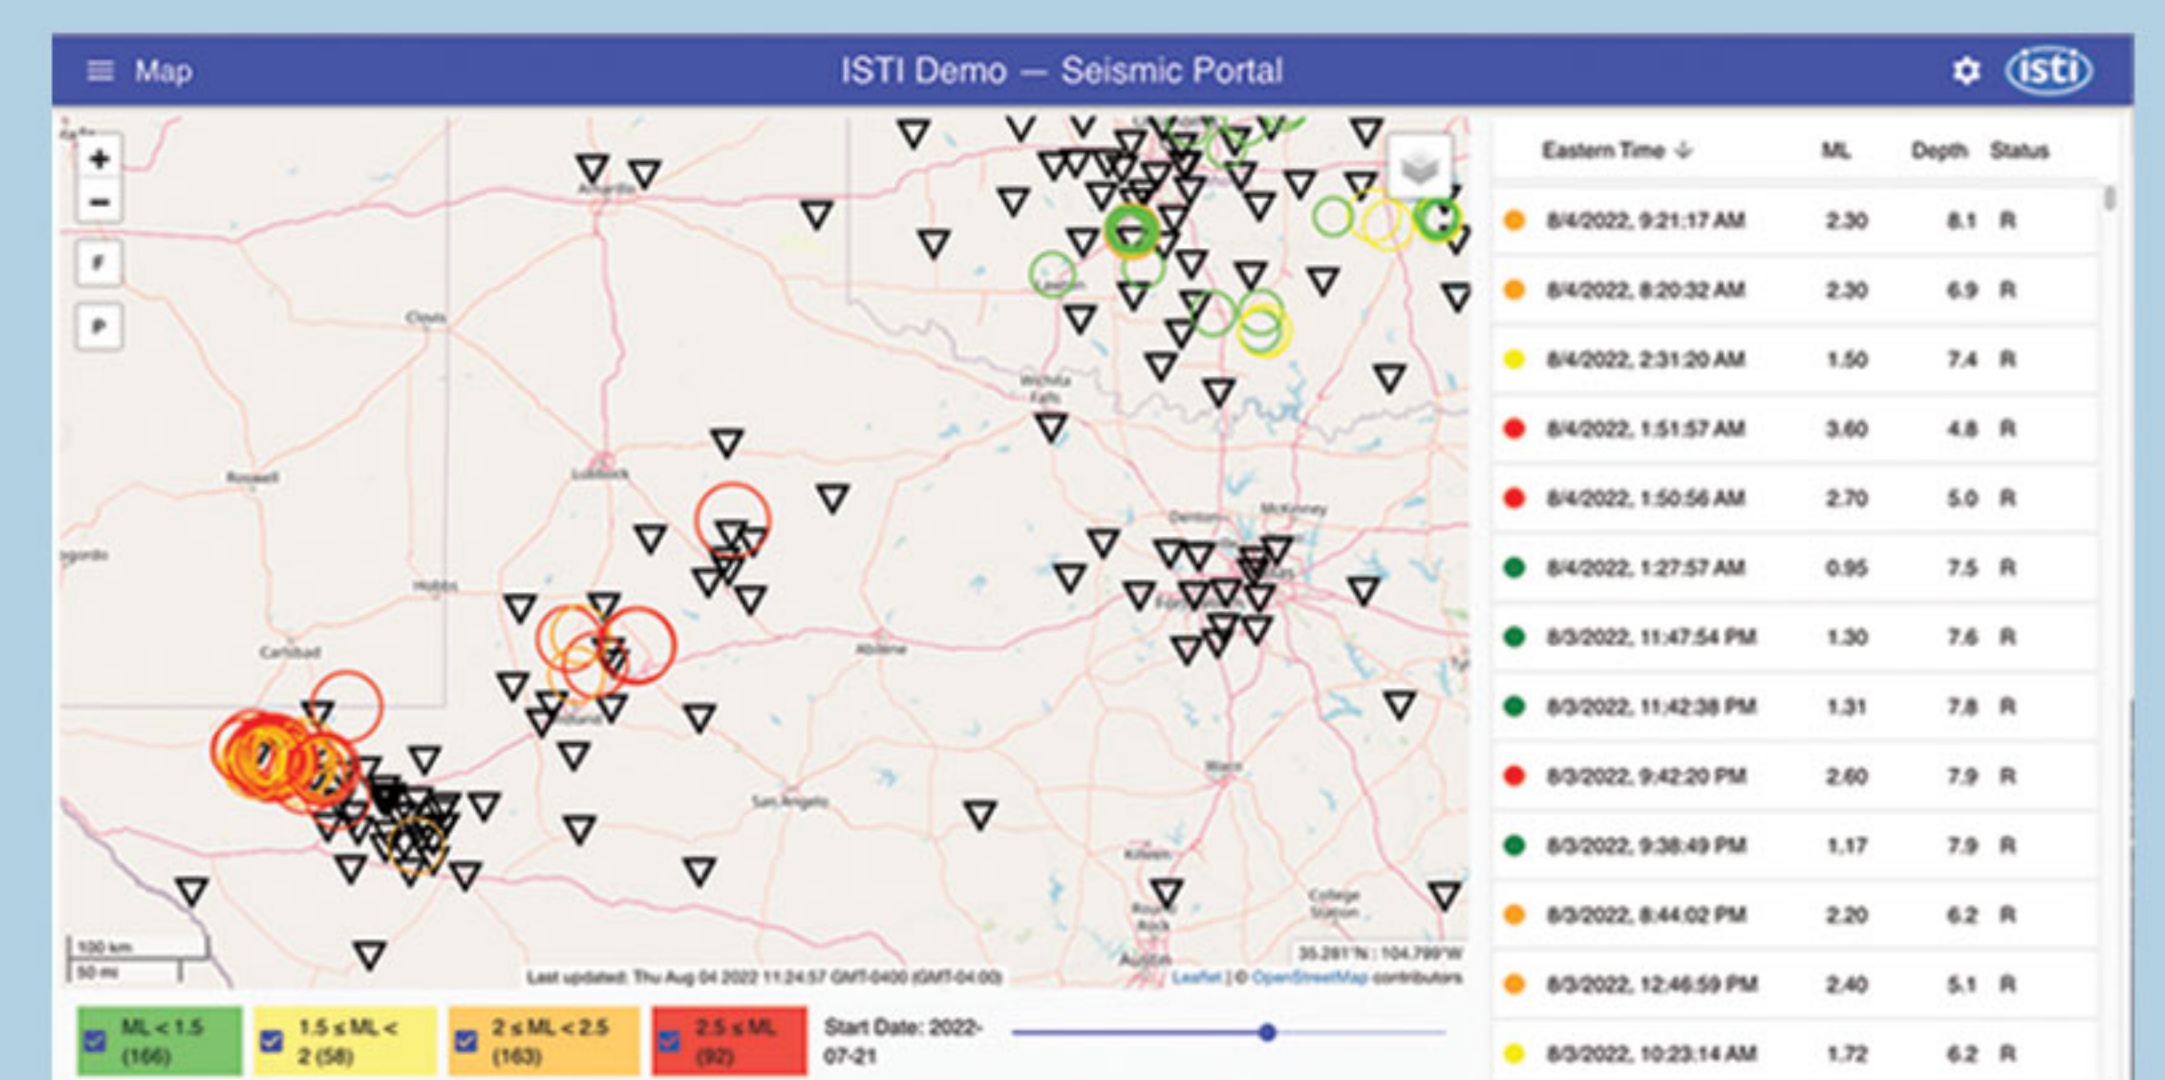 Map
ISTI Demo — Seismic Portal
isti
+
−
F
P
Amarillo
Clovis
Lawton
Wichita
Falls
Roswell
Lubbock
Denton
McKinney
ogordo
Hobbs
Carlsbad
Abilene
San Angelo
Waco
Killeen
Round
Rock
College
Station
Austin
100 km
50 mi
35.281°N : 104.799°W
Last updated: Thu Aug 04 2022 11:24:57 GMT-0400 (GMT-04:00)
Leaflet | © OpenStreetMap contributors
ML < 1.5
(166)
1.5 ≤ ML <
2 (58)
2 ≤ ML < 2.5
(163)
2.5 ≤ ML
(92)
Start Date: 2022-
07-21
Eastern Time ↓ ML Depth Status
8/4/2022, 9:21:17 AM 2.30 8.1 R
8/4/2022, 8:20:32 AM 2.30 6.9 R
8/4/2022, 2:31:20 AM 1.50 7.4 R
8/4/2022, 1:51:57 AM 3.60 4.8 R
8/4/2022, 1:50:56 AM 2.70 5.0 R
8/4/2022, 1:27:57 AM 0.95 7.5 R
8/3/2022, 11:47:54 PM 1.30 7.6 R
8/3/2022, 11:42:38 PM 1.31 7.8 R
8/3/2022, 9:42:20 PM 2.60 7.9 R
8/3/2022, 9:38:49 PM 1.17 7.9 R
8/3/2022, 8:44:02 PM 2.20 6.2 R
8/3/2022, 12:46:59 PM 2.40 5.1 R
8/3/2022, 10:23:14 AM 1.72 6.2 R